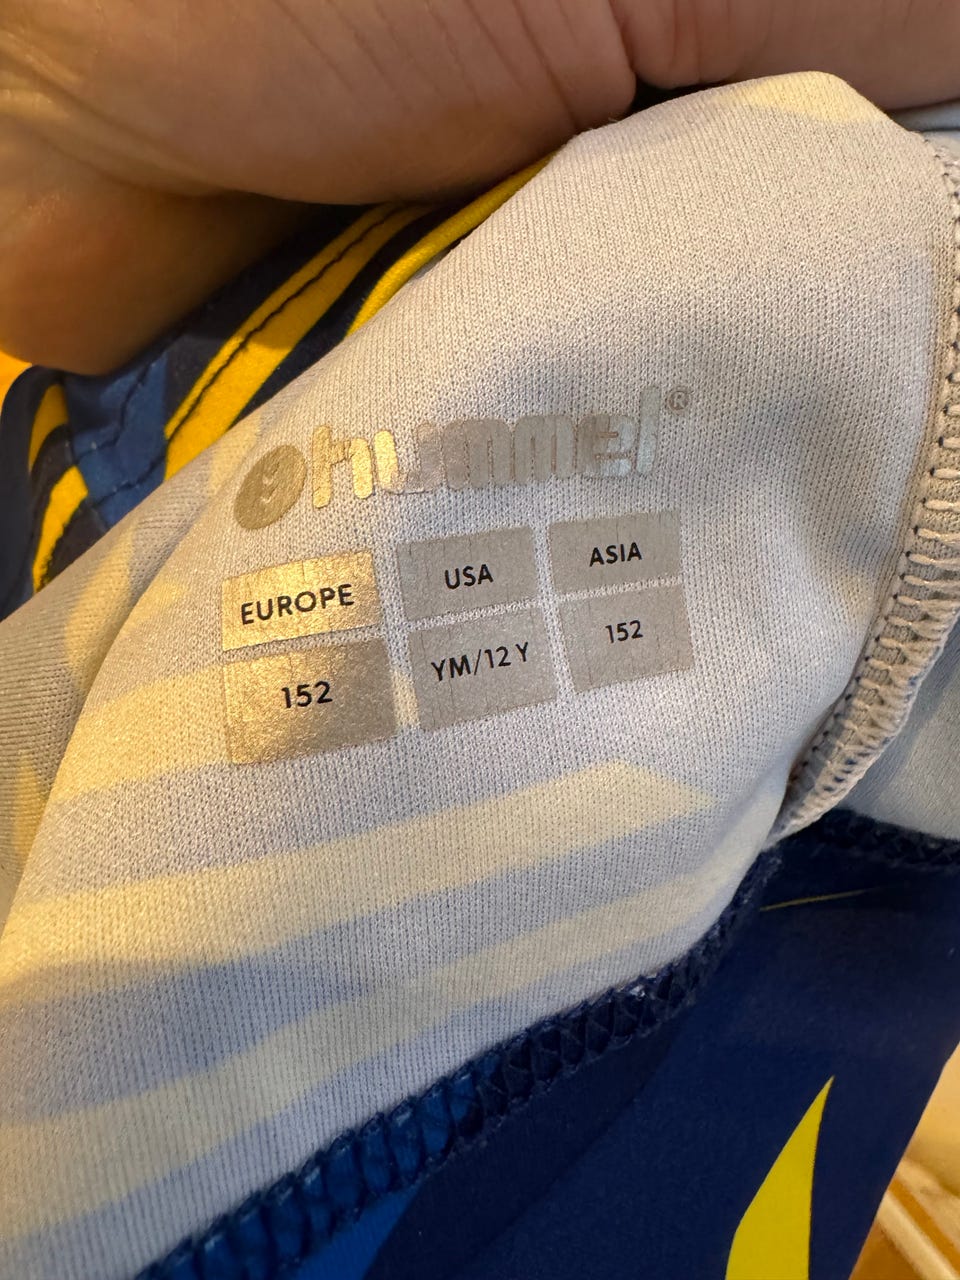 hummel®
EUROPE USA ASIA
152 YM/12 Y 152